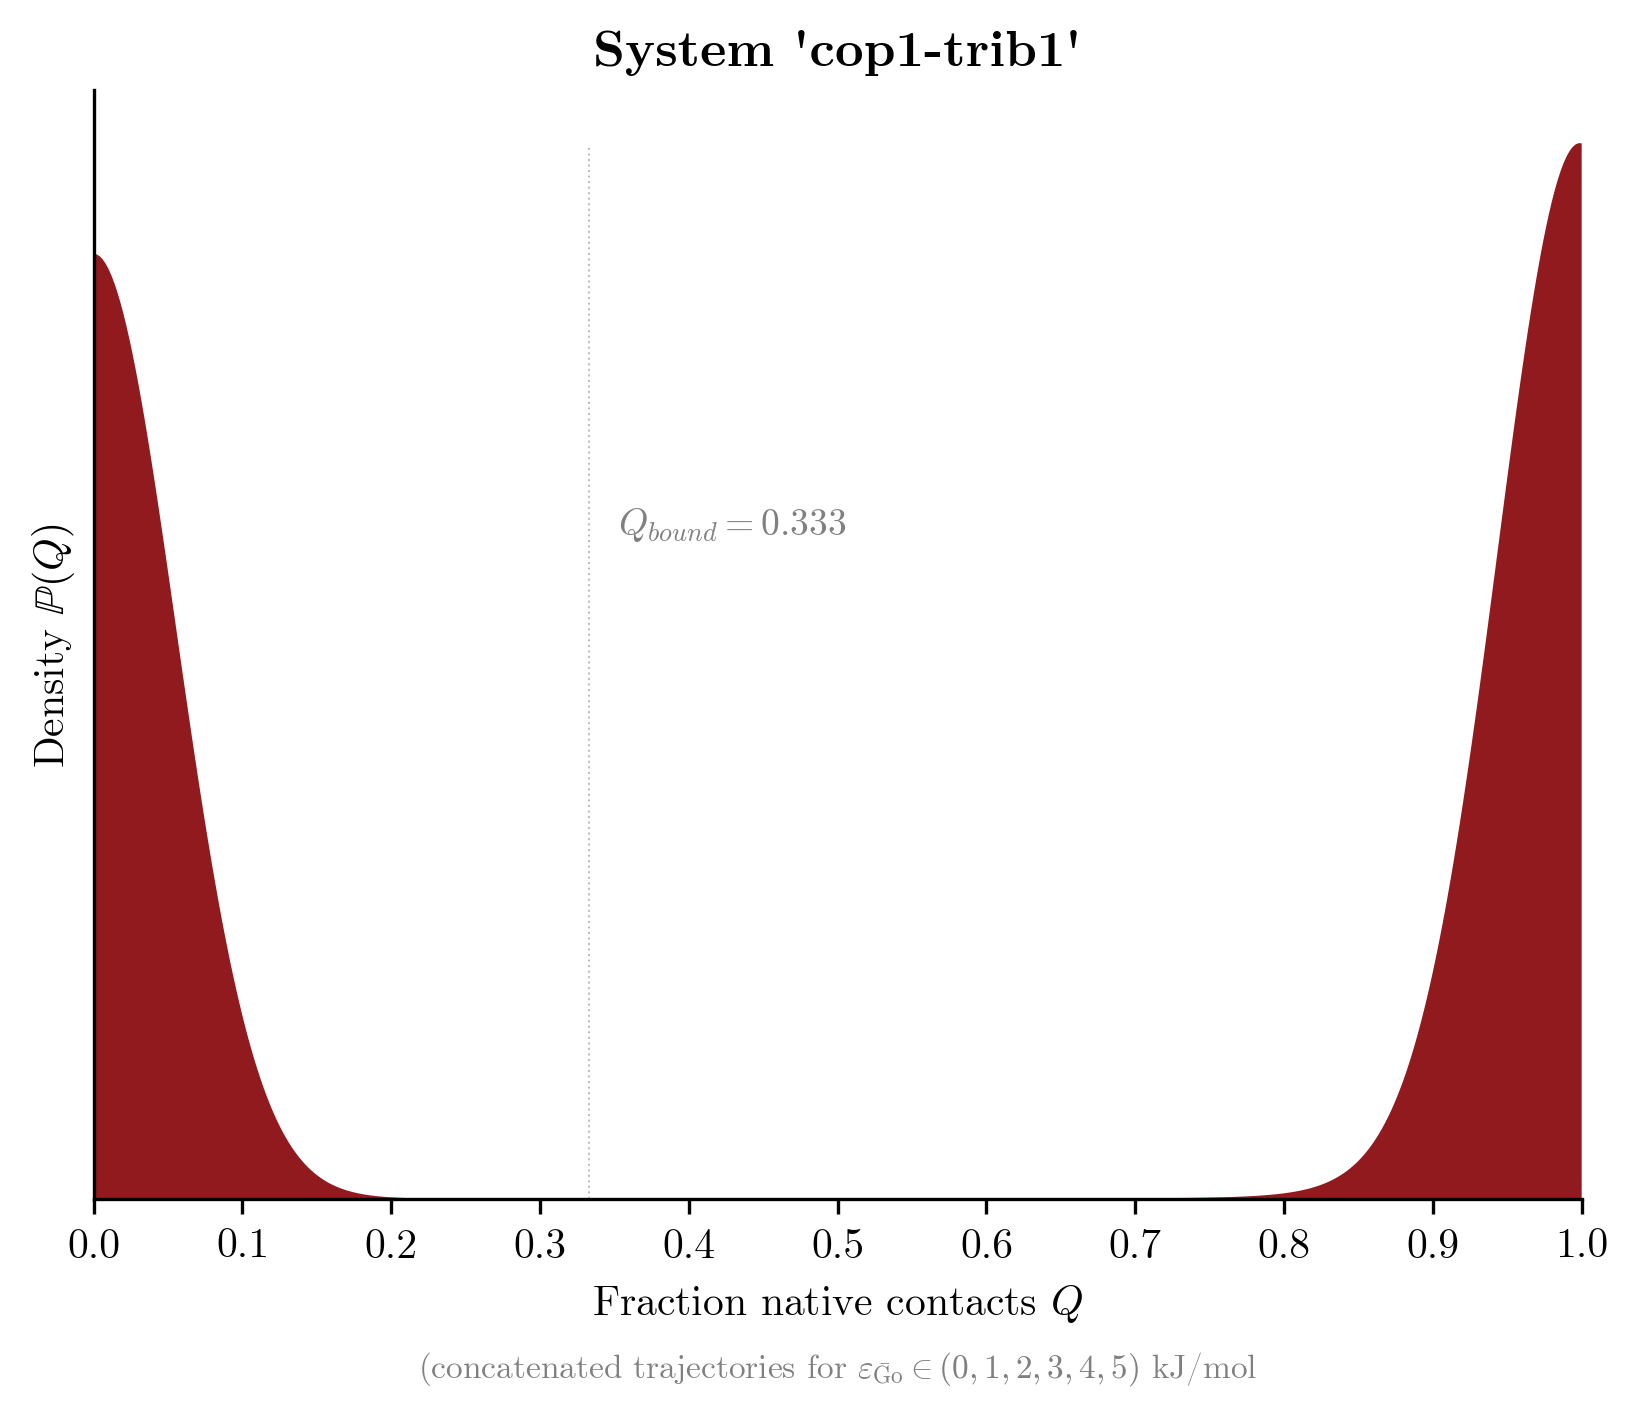 System 'cop1-trib1'
Density ℙ(Q)
Q_bound = 0.333
0.0 0.1 0.2 0.3 0.4 0.5 0.6 0.7 0.8 0.9 1.0
Fraction native contacts Q
(concatenated trajectories for ε_Ḡo ∈ (0, 1, 2, 3, 4, 5) kJ/mol